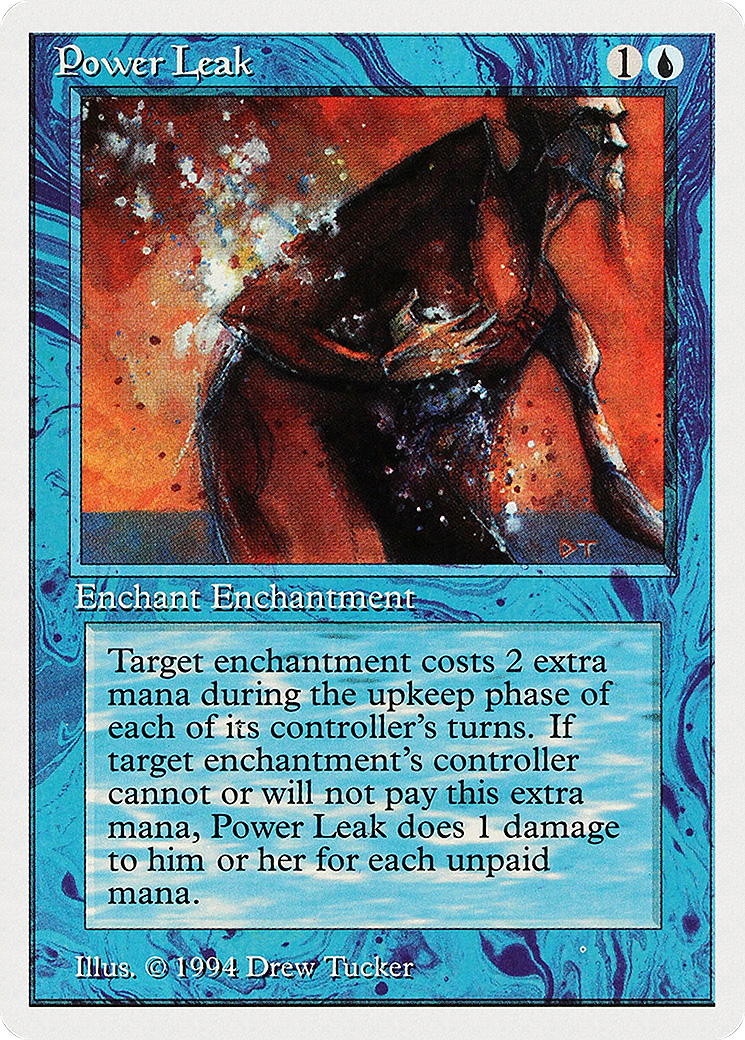 Power Leak
1
D T
Enchant Enchantment
Target enchantment costs 2 extra
mana during the upkeep phase of
each of its controller's turns. If
target enchantment's controller
cannot or will not pay this extra
mana, Power Leak does 1 damage
to him or her for each unpaid
mana.
Illus. © 1994 Drew Tucker